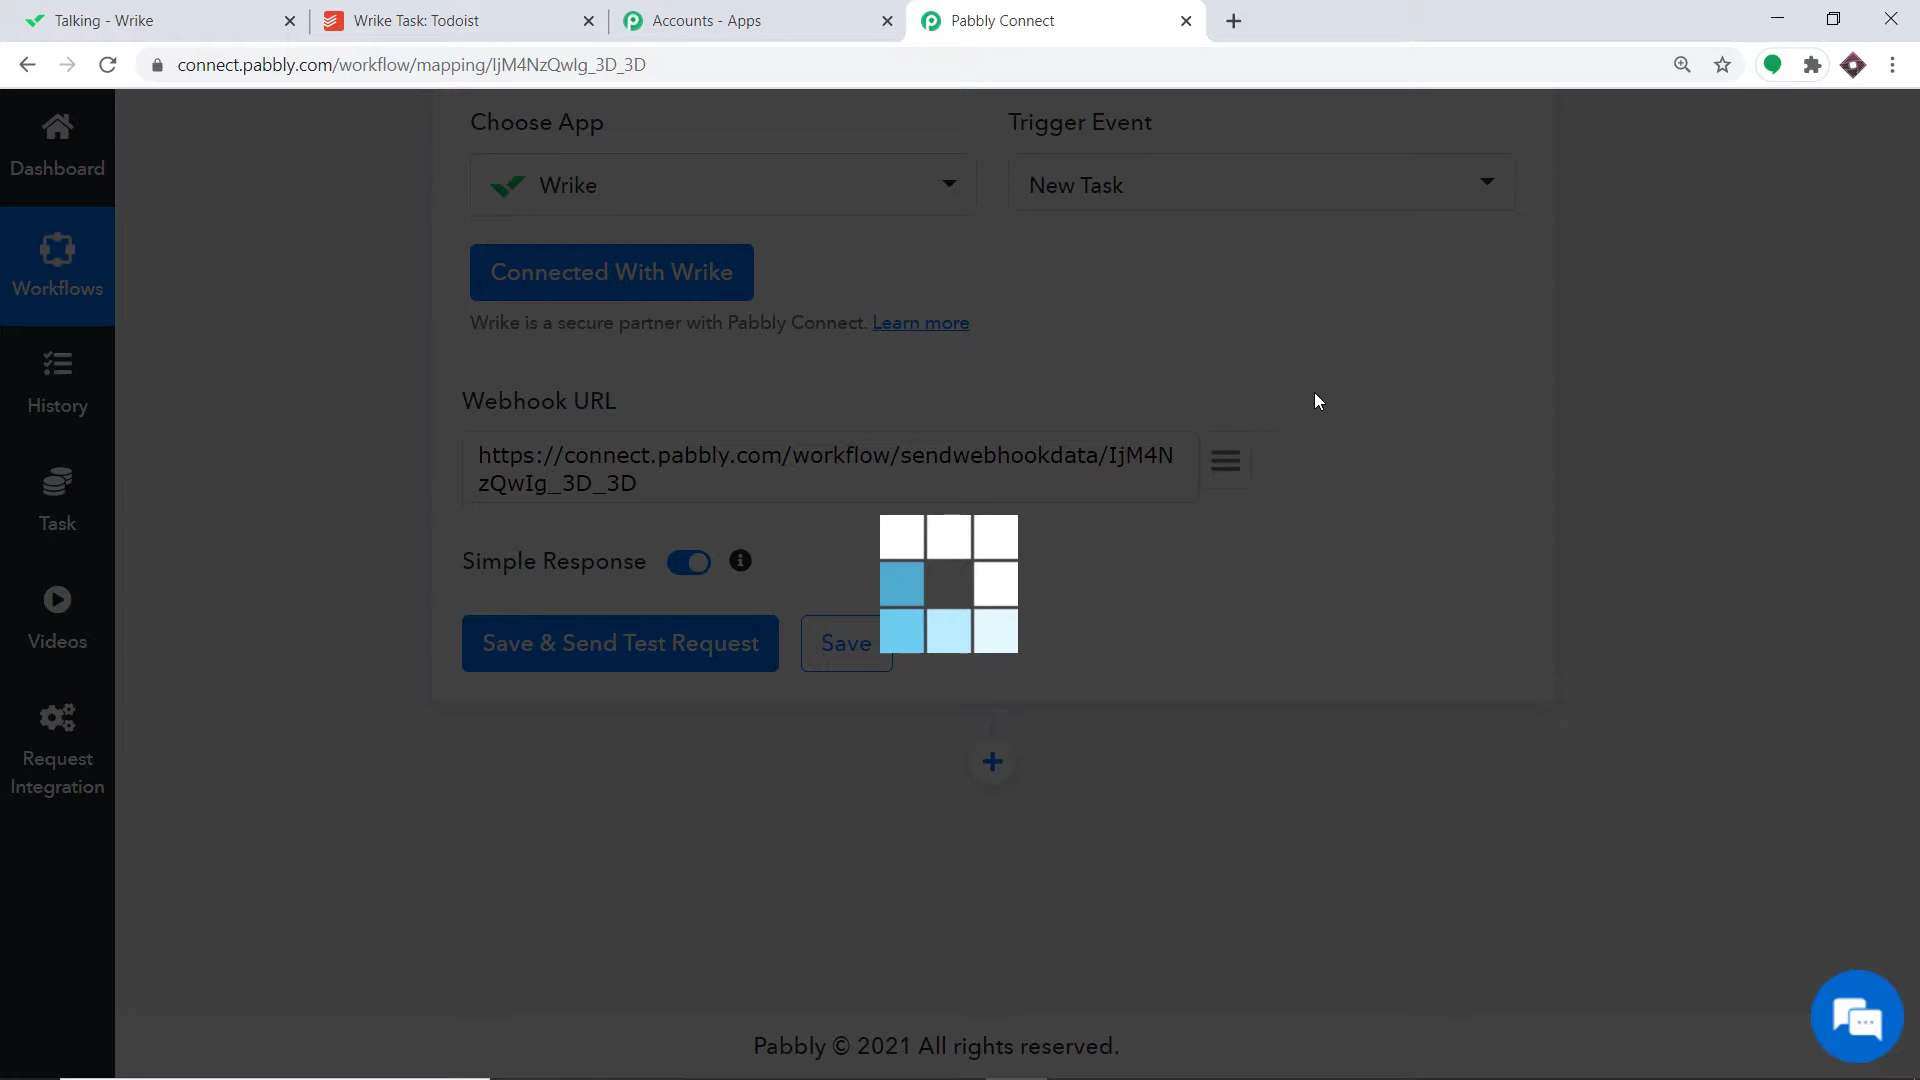 Talking - Wrike
Wrike Task: Todoist
Accounts - Apps
Pabbly Connect
connect.pabbly.com/workflow/mapping/IjM4NzQwIg_3D_3D
Dashboard
Workflows
History
Task
Videos
Request
Integration
Choose App
Trigger Event
Wrike
New Task
Connected With Wrike
Wrike is a secure partner with Pabbly Connect. Learn more
Webhook URL
https://connect.pabbly.com/workflow/sendwebhookdata/IjM4N
zQwIg_3D_3D
Simple Response
Save & Send Test Request
Save
Pabbly © 2021 All rights reserved.